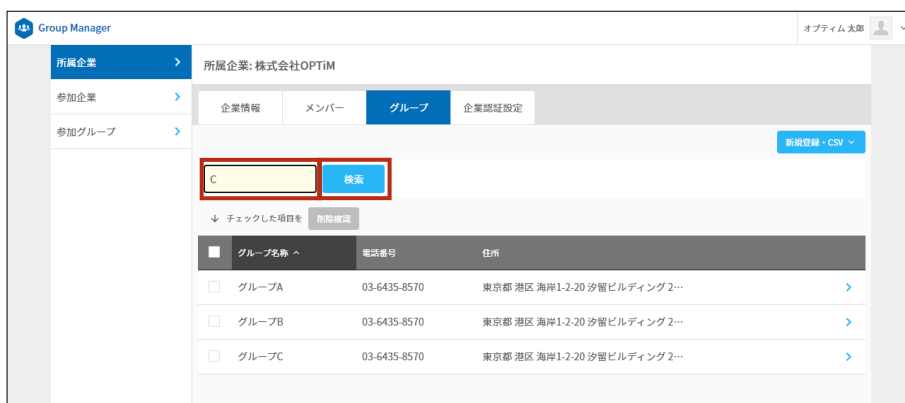 Group Manager
オプティム 太郎
所属企業
参加企業
参加グループ
所属企業: 株式会社OPTiM
企業情報 メンバー グループ 企業認証設定
新規登録・CSV
C 検索
チェックした項目を 削除確認
グループ名称 電話番号 住所
グループA 03-6435-8570 東京都 港区 海岸1-2-20 汐留ビルディング 2…
グループB 03-6435-8570 東京都 港区 海岸1-2-20 汐留ビルディング 2…
グループC 03-6435-8570 東京都 港区 海岸1-2-20 汐留ビルディング 2…